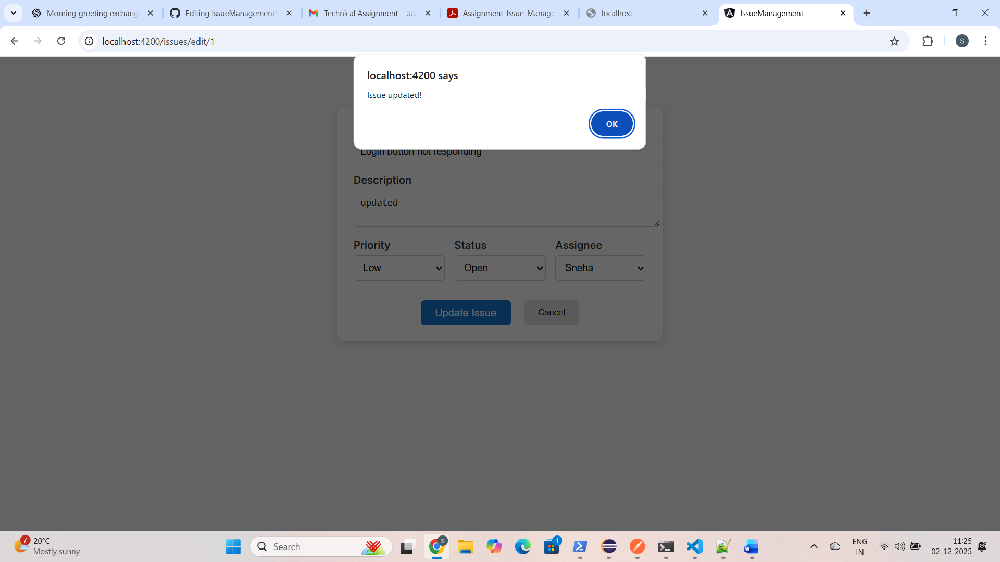 Morning greeting exchang
Editing IssueManagementS
Technical Assignment – Jav
Assignment_Issue_Manage
localhost
IssueManagement
localhost:4200/issues/edit/1
S
localhost:4200 says
Issue updated!
OK
Login button not responding
Description
updated
Priority
Status
Assignee
Low
Open
Sneha
Update Issue
Cancel
7
20°C
Mostly sunny
Search
S
1
W
ENG
IN
11:25
02-12-2025